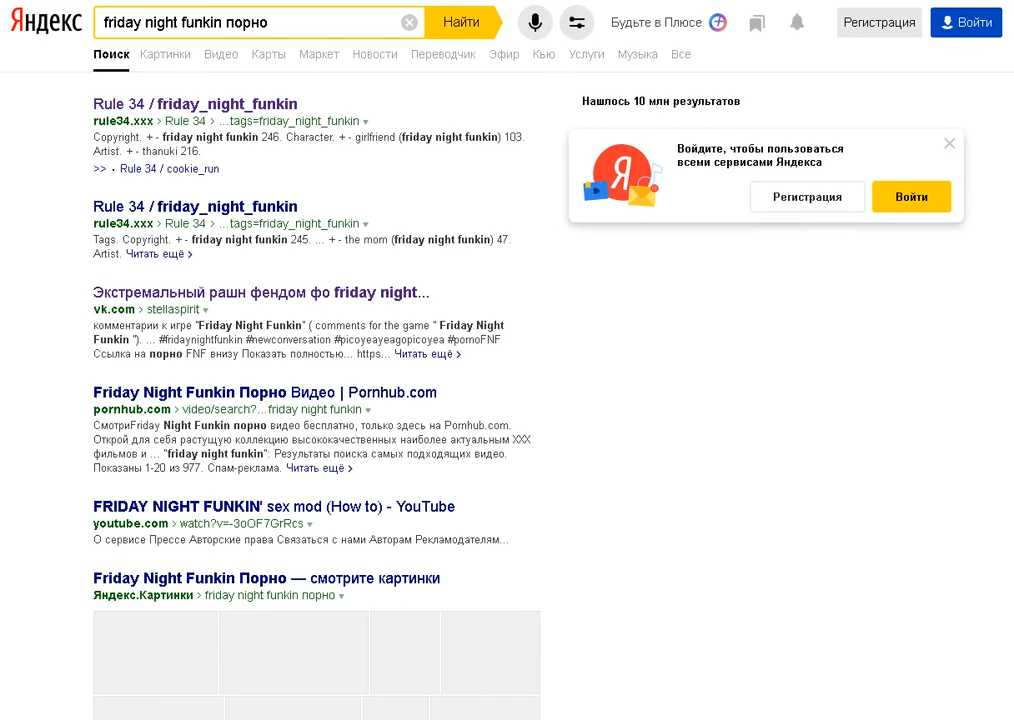 Яндекс friday night funkin порно Найти Будьте в Плюсе Регистрация Войти
Поиск Картинки Видео Карты Маркет Новости Переводчик Эфир Кью Услуги Музыка Все
Rule 34 / friday_night_funkin
rule34.xxx > Rule 34 > ...tags=friday_night_funkin
Copyright. + - friday night funkin 246. Character. + - girlfriend (friday night funkin) 103.
Artist. + - thanuki 216.
>> • Rule 34 / cookie_run
Rule 34 / friday_night_funkin
rule34.xxx > Rule 34 > ...tags=friday_night_funkin
Tags. Copyright. + - friday night funkin 245. ... + - the mom (friday night funkin) 47.
Artist. Читать ещё >
Экстремальный рашн фендом фо friday night...
vk.com > stellaspirit
комментарии к игре "Friday Night Funkin" ( comments for the game " Friday Night
Funkin "). ... #fridaynightfunkin #newconversation #picoyeayeagopicoyea #pornoFNF
Ссылка на порно FNF внизу Показать полностью... https... Читать ещё >
Friday Night Funkin Порно Видео | Pornhub.com
pornhub.com > video/search?...friday night funkin
СмотриFriday Night Funkin порно видео бесплатно, только здесь на Pornhub.com.
Открой для себя растущую коллекцию высококачественных наиболее актуальным XXX
фильмов и ... "friday night funkin": Результаты поиска самых подходящих видео.
Показаны 1-20 из 977. Спам-реклама. Читать ещё >
FRIDAY NIGHT FUNKIN' sex mod (How to) - YouTube
youtube.com > watch?v=-3oOF7GrRcs
О сервисе Прессе Авторские права Связаться с нами Авторам Рекламодателям...
Friday Night Funkin Порно — смотрите картинки
Яндекс.Картинки > friday night funkin порно
Нашлось 10 млн результатов
Войдите, чтобы пользоваться
всеми сервисами Яндекса
Я
Регистрация Войти